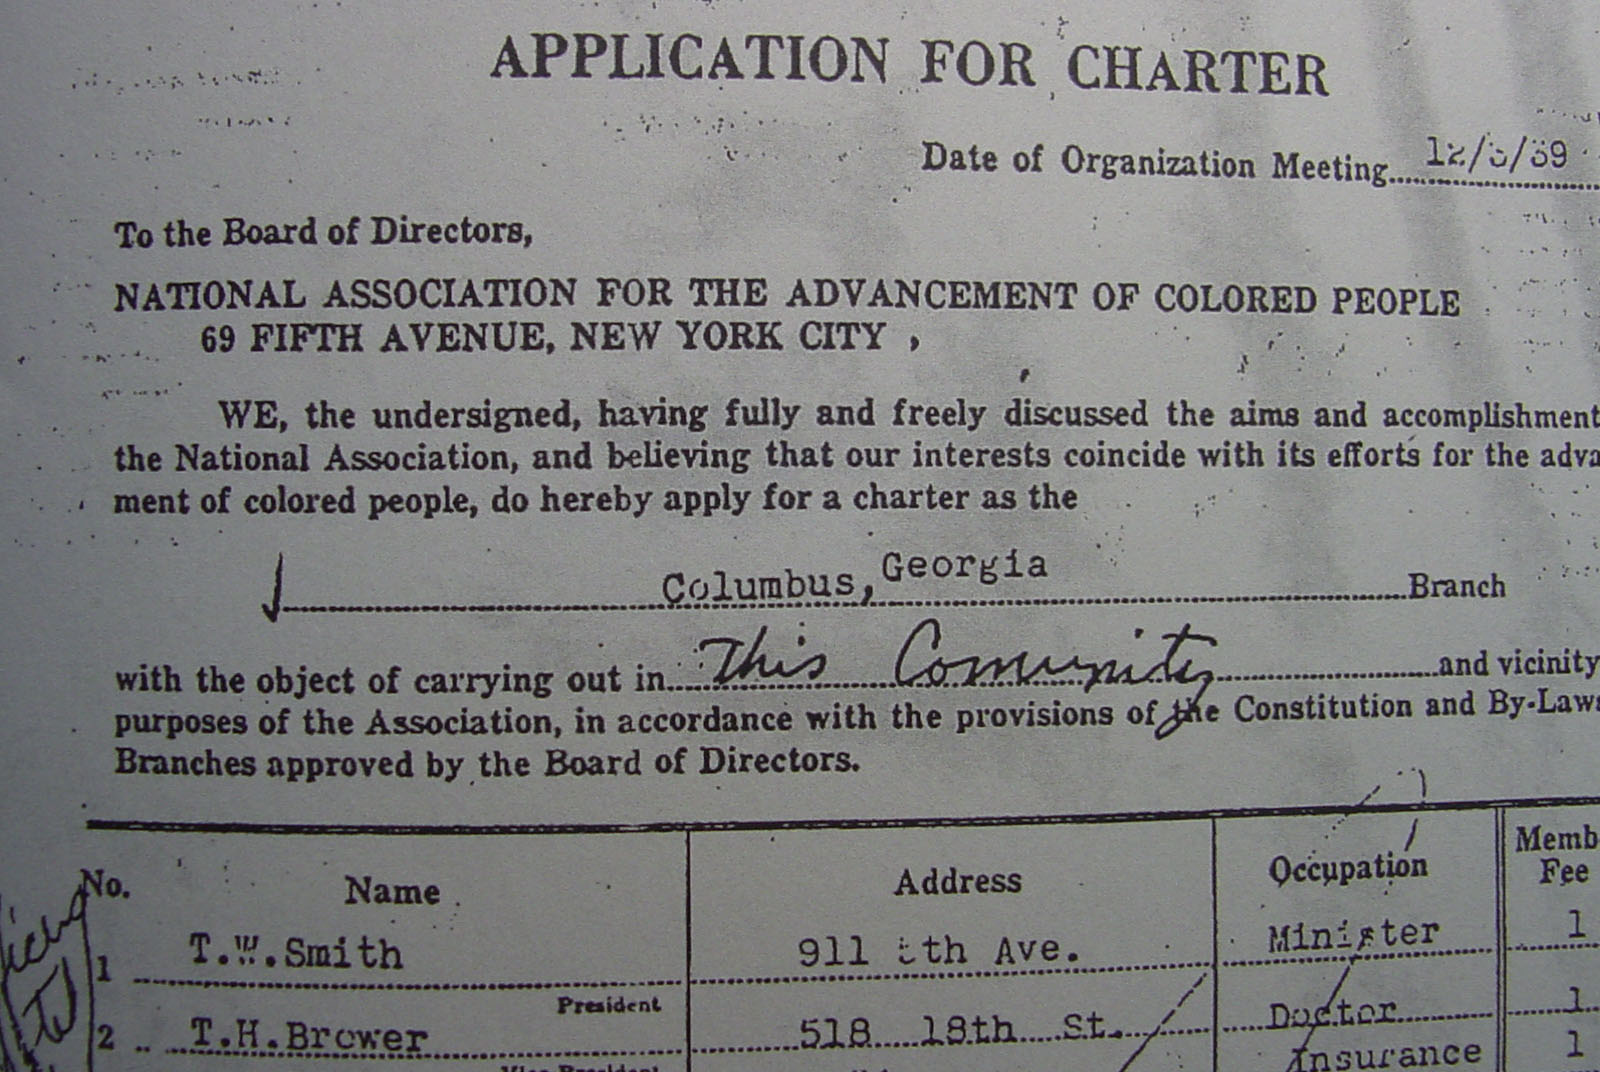 APPLICATION FOR CHARTER
Date of Organization Meeting
To the Board of Directors,
NATIONAL ASSOCIATION FOR THE ADVANCEMENT OF COLORED PEOPLE
69 FIFTH AVENUE, NEW YORK CITY ,
WE, the undersigned, having fully and freely discussed the aims and accomplishment
the National Association, and believing that our interests coincide with its efforts for the adva
ment of colored people, do hereby apply for a charter as the
Columbus, Georgia Branch
with the object of carrying out in This Comunity and vicinity
purposes of the Association, in accordance with the provisions of the Constitution and By-Laws
Branches approved by the Board of Directors.
No. Name Address Occupation Memb
Fee
1 T.W.Smith 911 Ave. Minister 1
President
2 T.H.Brewer 518 18th St. Doctor 1
Vice President Insurance 1